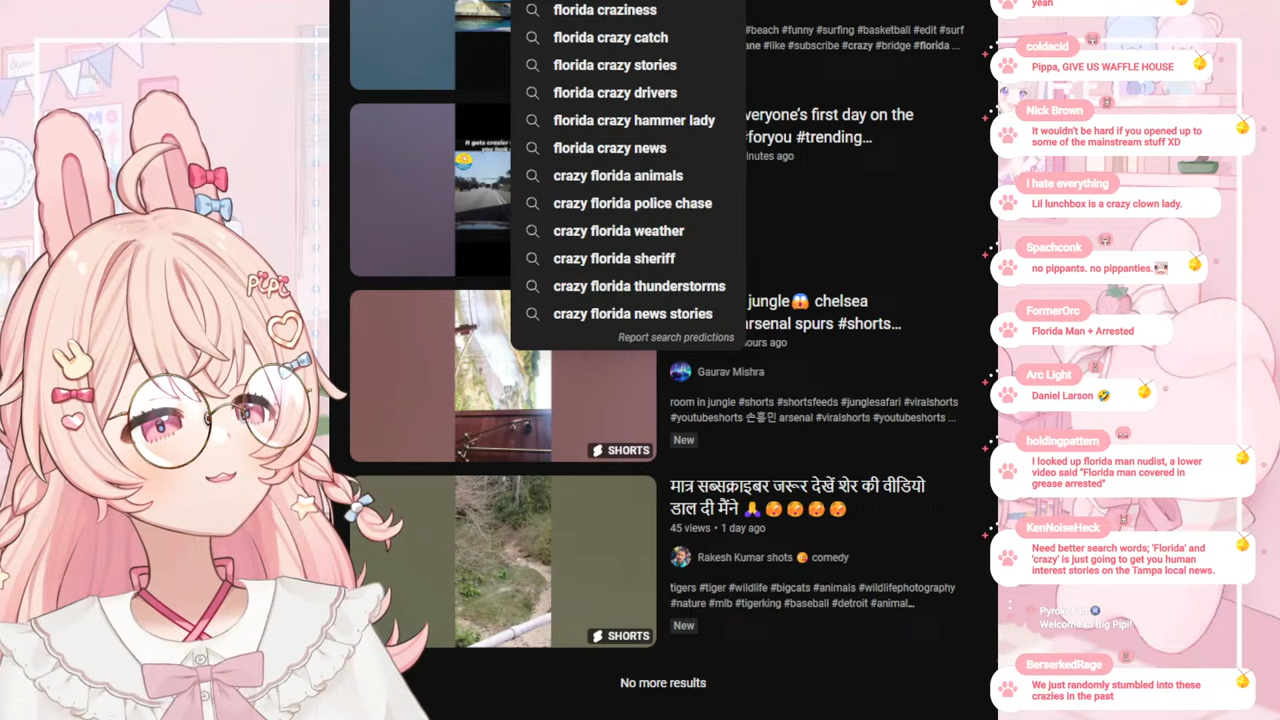 PiPi
florida craziness
florida crazy catch
florida crazy stories
florida crazy drivers
florida crazy hammer lady
florida crazy news
crazy florida animals
crazy florida police chase
crazy florida weather
crazy florida sheriff
crazy florida thunderstorms
crazy florida news stories
Report search predictions
#beach #funny #surfing #basketball #edit #surf
#like #subscribe #crazy #bridge #florida ...
everyone's first day on the
#foryou #trending...
ago
It gets crazier
jungle😱 chelsea
arsenal spurs #shorts...
hours ago
Gaurav Mishra
room in jungle #shorts #shortsfeeds #junglesafari #viralshorts
#youtubeshorts 손흥민 arsenal #viralshorts #youtubeshorts ...
New
SHORTS
मात्र सब्सक्राइबर जरूर देखें शेर की वीडियो
डाल दी मैंने 🙏 🥵 🥵 🥵 🥵
45 views • 1 day ago
Rakesh Kumar shots 😘 comedy
tigers #tiger #wildlife #bigcats #animals #wildlifephotography
#nature #mlb #tigerking #baseball #detroit #animal...
New
SHORTS
No more results
yeah
coldacid
Pippa, GIVE US WAFFLE HOUSE
Nick Brown
It wouldn't be hard if you opened up to
some of the mainstream stuff XD
I hate everything
Lil lunchbox is a crazy clown lady.
Spachconk
no pippants. no pippanties.
FormerOrc
Florida Man + Arrested
Arc Light
Daniel Larson 🤣
holdingpattern
I looked up florida man nudist, a lower
video said "Florida man covered in
grease arrested"
KenNoiseHeck
Need better search words; 'Florida' and
'crazy' is just going to get you human
interest stories on the Tampa local news.
Welcome to Big Pipi!
BerserkedRage
We just randomly stumbled into these
crazies in the past